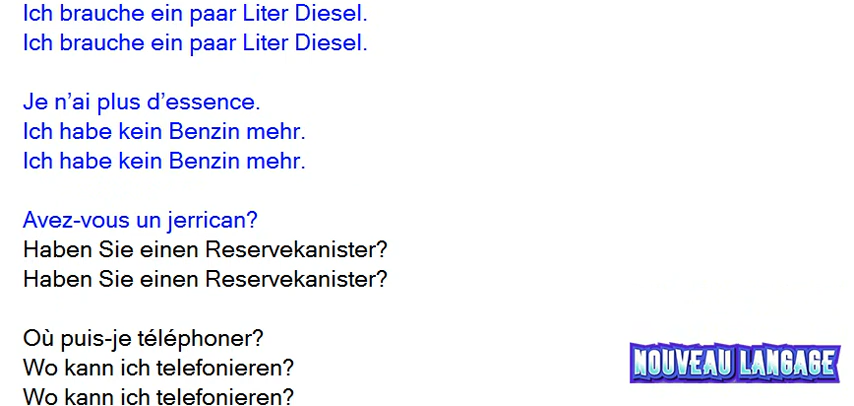 Ich brauche ein paar Liter Diesel.
Ich brauche ein paar Liter Diesel.
Je n’ai plus d’essence.
Ich habe kein Benzin mehr.
Ich habe kein Benzin mehr.
Avez-vous un jerrican?
Haben Sie einen Reservekanister?
Haben Sie einen Reservekanister?
Où puis-je téléphoner?
Wo kann ich telefonieren?
Wo kann ich telefonieren?
NOUVEAU LANGAGE